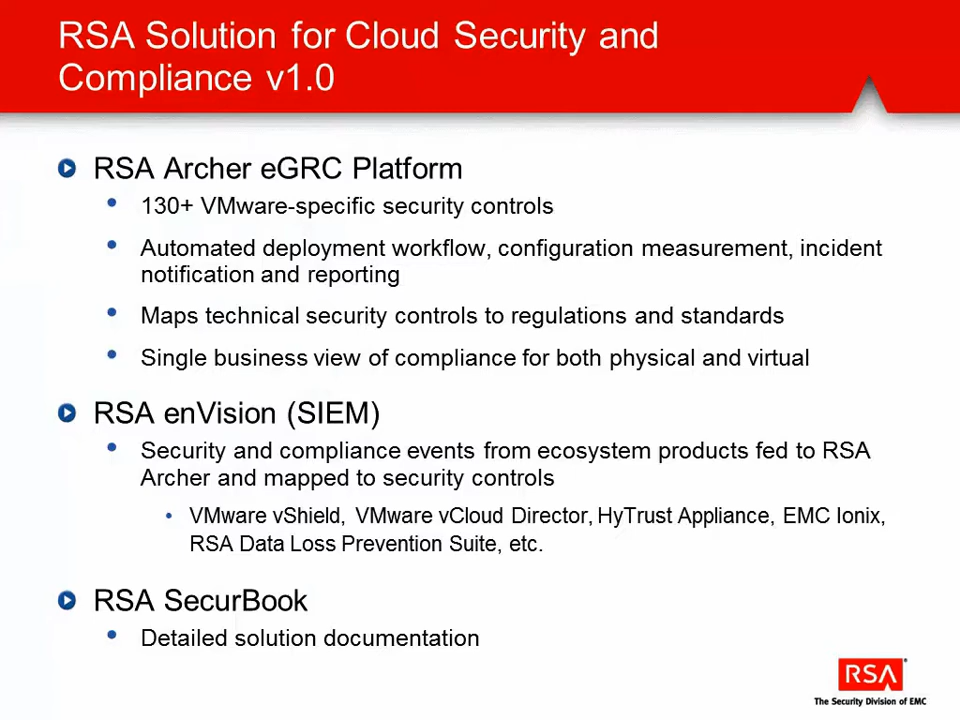 RSA Solution for Cloud Security and
Compliance v1.0
RSA Archer eGRC Platform
130+ VMware-specific security controls
Automated deployment workflow, configuration measurement, incident
notification and reporting
Maps technical security controls to regulations and standards
Single business view of compliance for both physical and virtual
RSA enVision (SIEM)
Security and compliance events from ecosystem products fed to RSA
Archer and mapped to security controls
VMware vShield, VMware vCloud Director, HyTrust Appliance, EMC Ionix,
RSA Data Loss Prevention Suite, etc.
RSA SecurBook
Detailed solution documentation
RSA
The Security Division of EMC